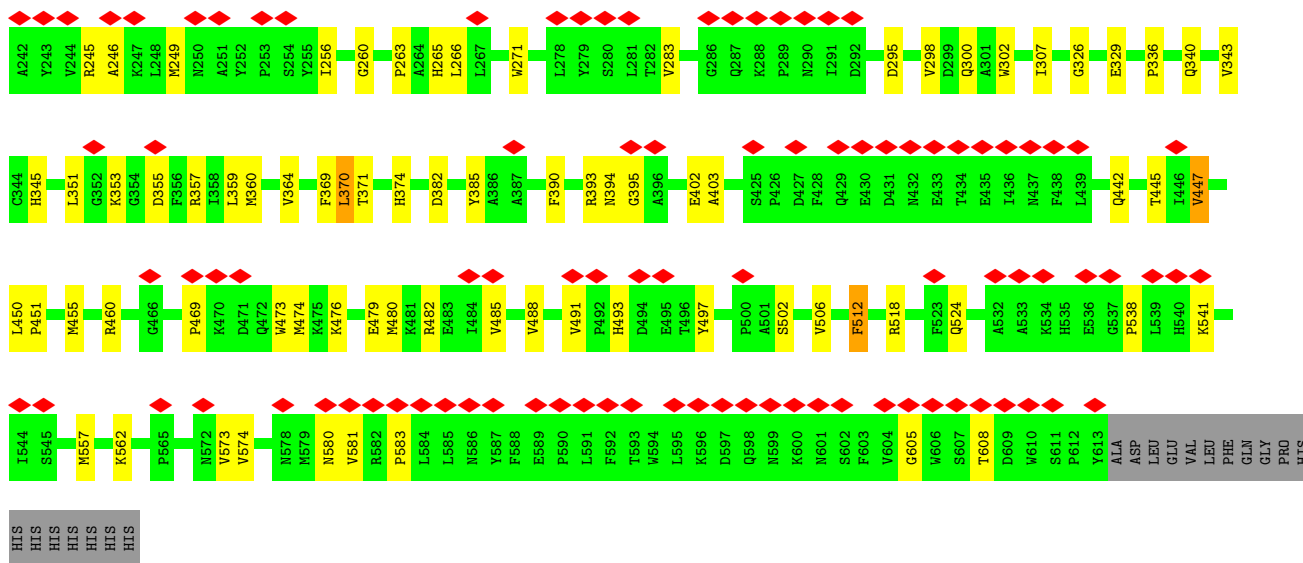 A242 Y243 V244 R245 A246 K247 L248 M249 N250 A251 Y252 P253 S254 Y255 I256 G260 P263 A264 H265 L266 L267 W271 L278 Y279 S280 L281 T282 V283 G286 Q287 K288 P289 N290 I291 D292 D295 V298 D299 Q300 A301 W302 I307 G326 E329 P336 Q340 V343
C344 H345 L351 G352 K353 G354 D355 F356 R357 I358 L359 M360 V364 F369 L370 T371 H374 D382 Y385 A386 A387 F390 R393 N394 G395 A396 E402 A403 S425 P426 D427 F428 Q429 E430 D431 N432 E433 T434 E435 I436 N437 F438 L439 Q442 T445 I446 V447
L450 P451 M455 R460 G466 P469 K470 D471 Q472 W473 M474 K475 K476 E479 M480 K481 R482 E483 I484 V485 V488 V491 P492 H493 D494 E495 T496 Y497 P500 A501 S502 V506 F512 R518 F523 Q524 A532 A533 K534 H535 E536 G537 P538 L539 H540 K541
I544 S545 M557 K562 P565 N572 V573 V574 N578 M579 N580 V581 R582 P583 L584 L585 N586 Y587 F588 E589 P590 L591 F592 T593 W594 L595 K596 D597 Q598 N599 K600 N601 S602 F603 V604 G605 W606 S607 T608 D609 W610 S611 P612 Y613 ALA ASP LEU GLU VAL LEU PHE GLN GLY PRO HIS
HIS HIS HIS HIS HIS HIS HIS